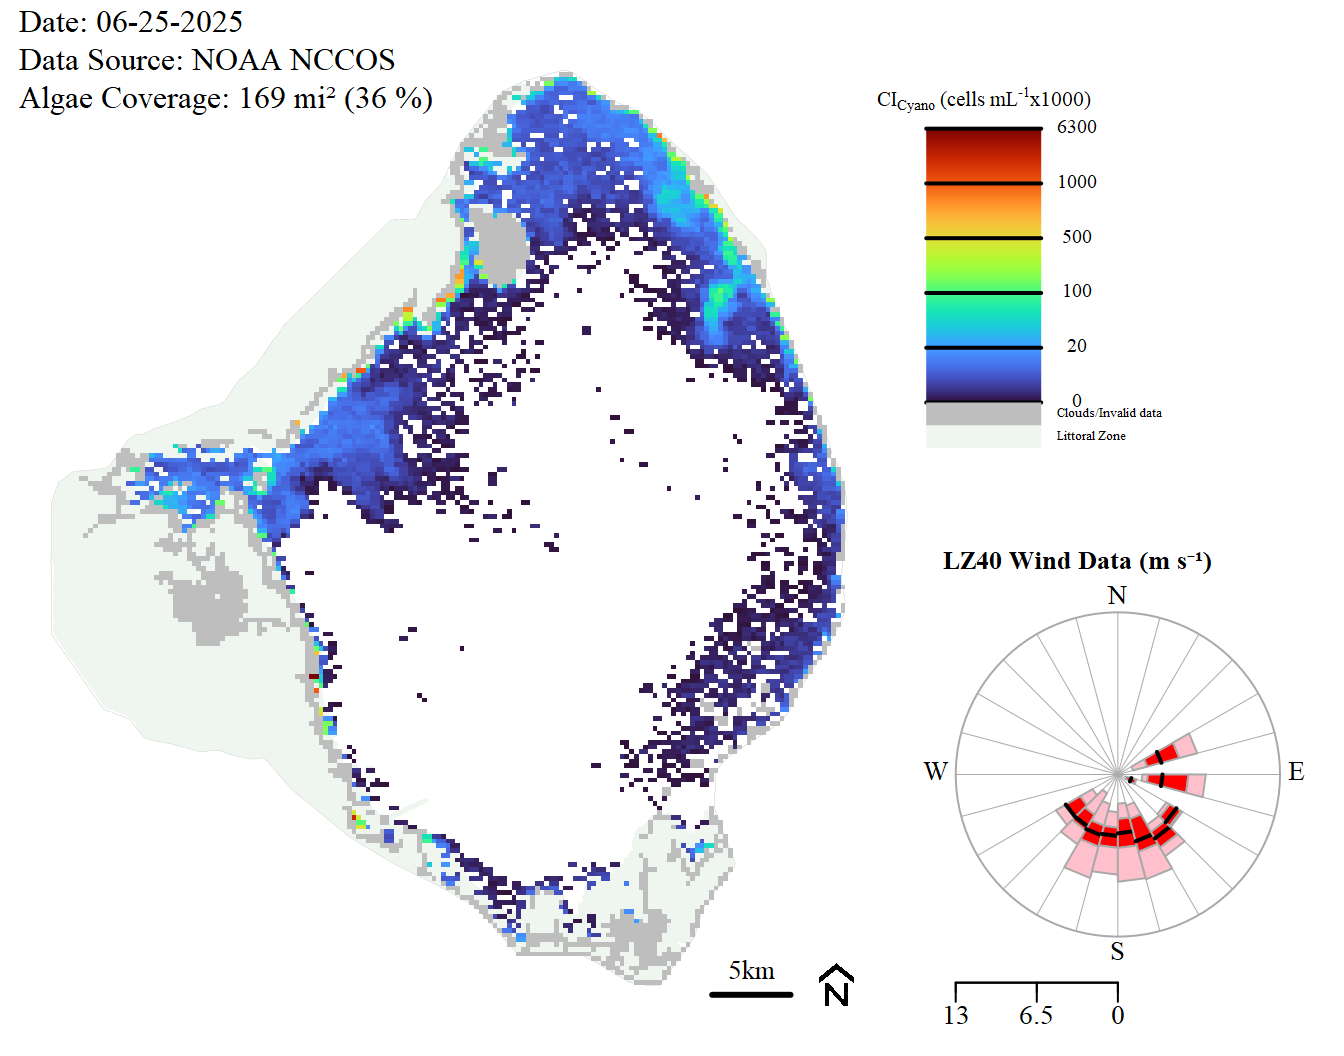 Date: 06-25-2025
Data Source: NOAA NCCOS
Algae Coverage: 169 mi² (36 %)
CI_Cyano (cells mL⁻¹x1000)
6300
1000
500
100
20
0
Clouds/Invalid data
Littoral Zone
LZ40 Wind Data (m s⁻¹)
N
W E
S
5km
N
13 6.5 0